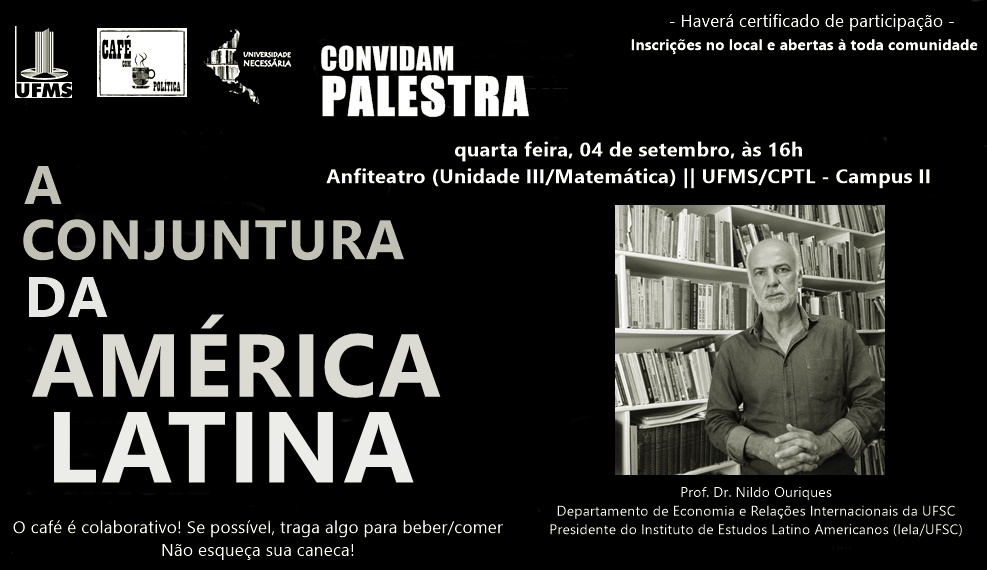 UFMS
CAFÉ
COM
POLITICA
UNIVERSIDADE
NECESSÁRIA
CONVIDAM
PALESTRA
- Haverá certificado de participação -
Inscrições no local e abertas à toda comunidade
quarta feira, 04 de setembro, às 16h
Anfiteatro (Unidade III/Matemática) || UFMS/CPTL - Campus II
A
CONJUNTURA
DA
AMÉRICA
LATINA
Prof. Dr. Nildo Ouriques
Departamento de Economia e Relações Internacionais da UFSC
Presidente do Instituto de Estudos Latino Americanos (Iela/UFSC)
O café é colaborativo! Se possível, traga algo para beber/comer
Não esqueça sua caneca!